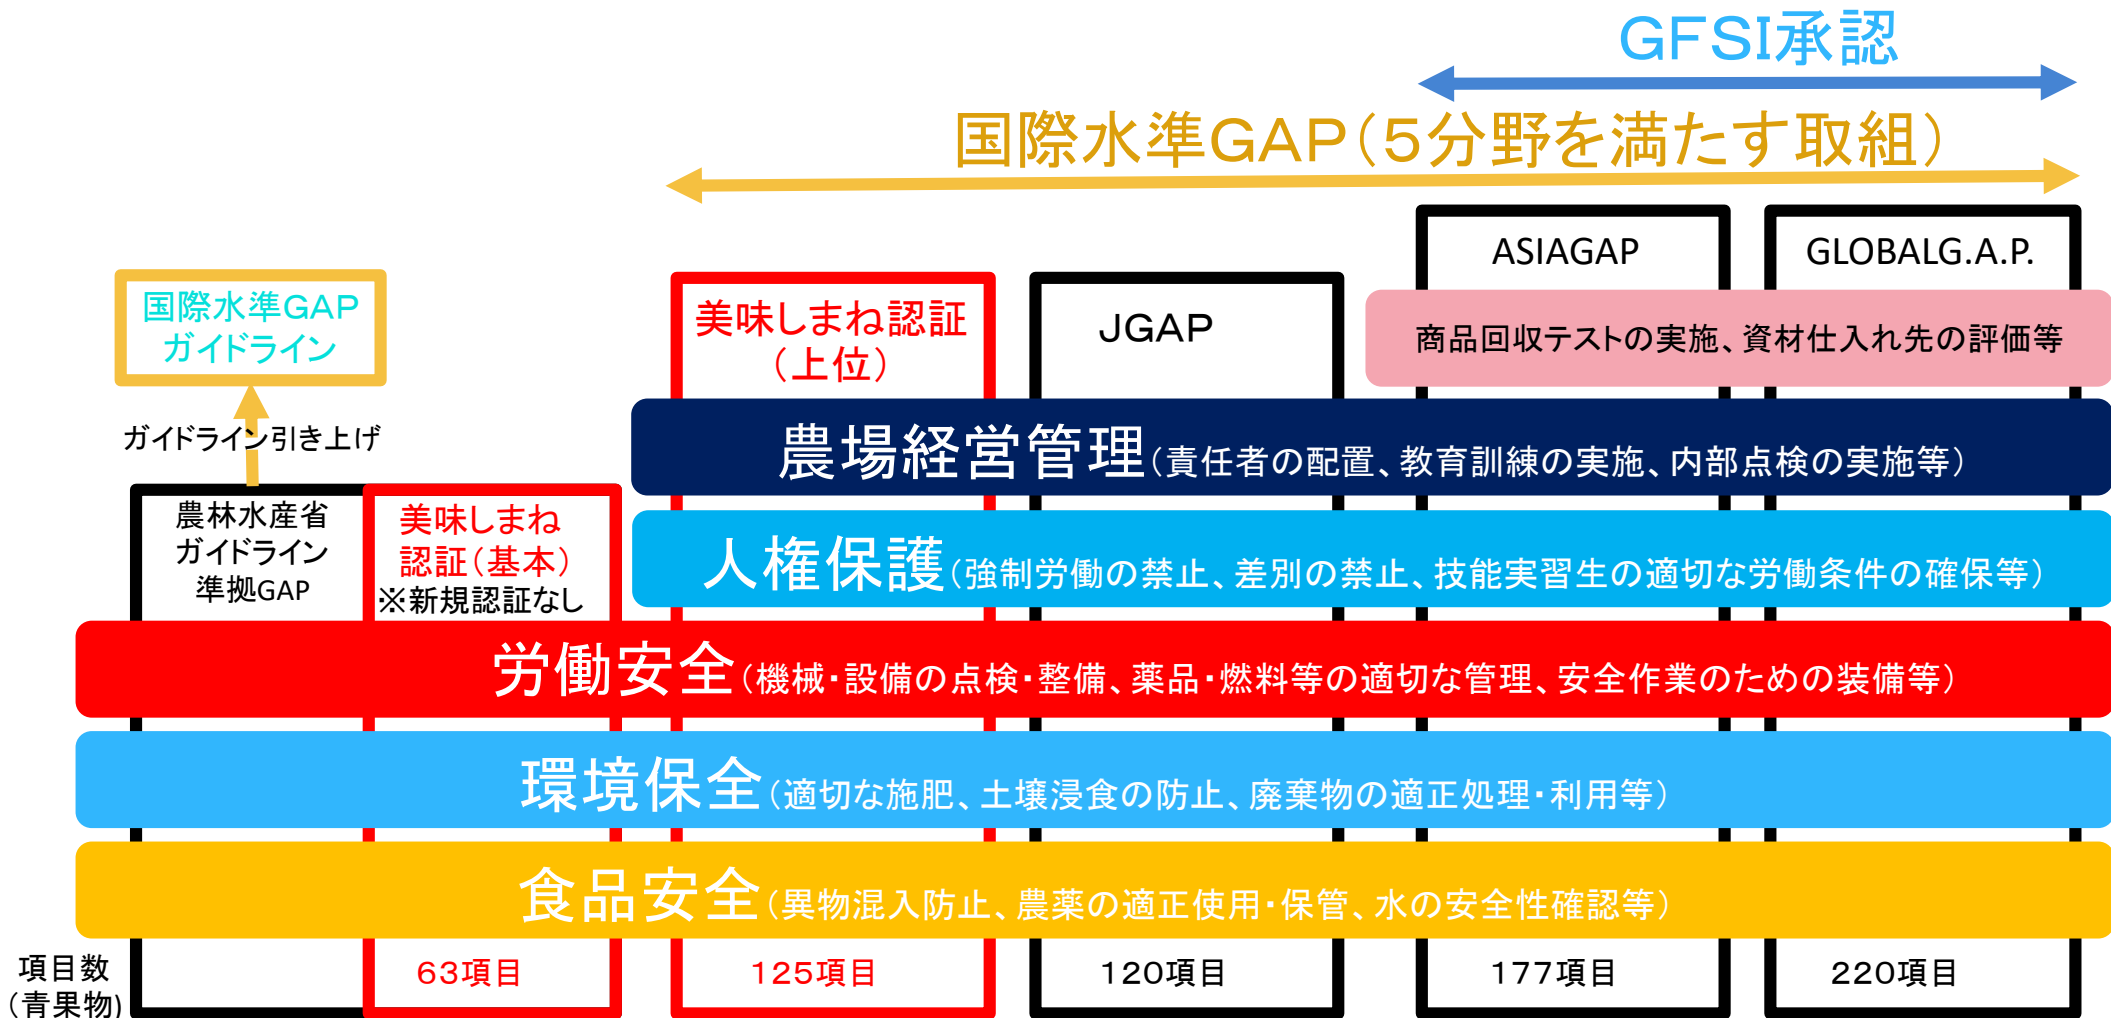 GFSI承認
国際水準GAP(5分野を満たす取組)
ASIAGAP
GLOBALG.A.P.
国際水準GAP
ガイドライン
美味しまね認証
(上位)
JGAP
商品回収テストの実施、資材仕入れ先の評価等
ガイドライン引き上げ
農場経営管理(責任者の配置、教育訓練の実施、内部点検の実施等)
農林水産省
ガイドライン
準拠GAP
美味しまね
認証(基本)
※新規認証なし
人権保護(強制労働の禁止、差別の禁止、技能実習生の適切な労働条件の確保等)
労働安全(機械・設備の点検・整備、薬品・燃料等の適切な管理、安全作業のための装備等)
環境保全(適切な施肥、土壌浸食の防止、廃棄物の適正処理・利用等)
食品安全(異物混入防止、農薬の適正使用・保管、水の安全性確認等)
項目数
(青果物)
63項目
125項目
120項目
177項目
220項目